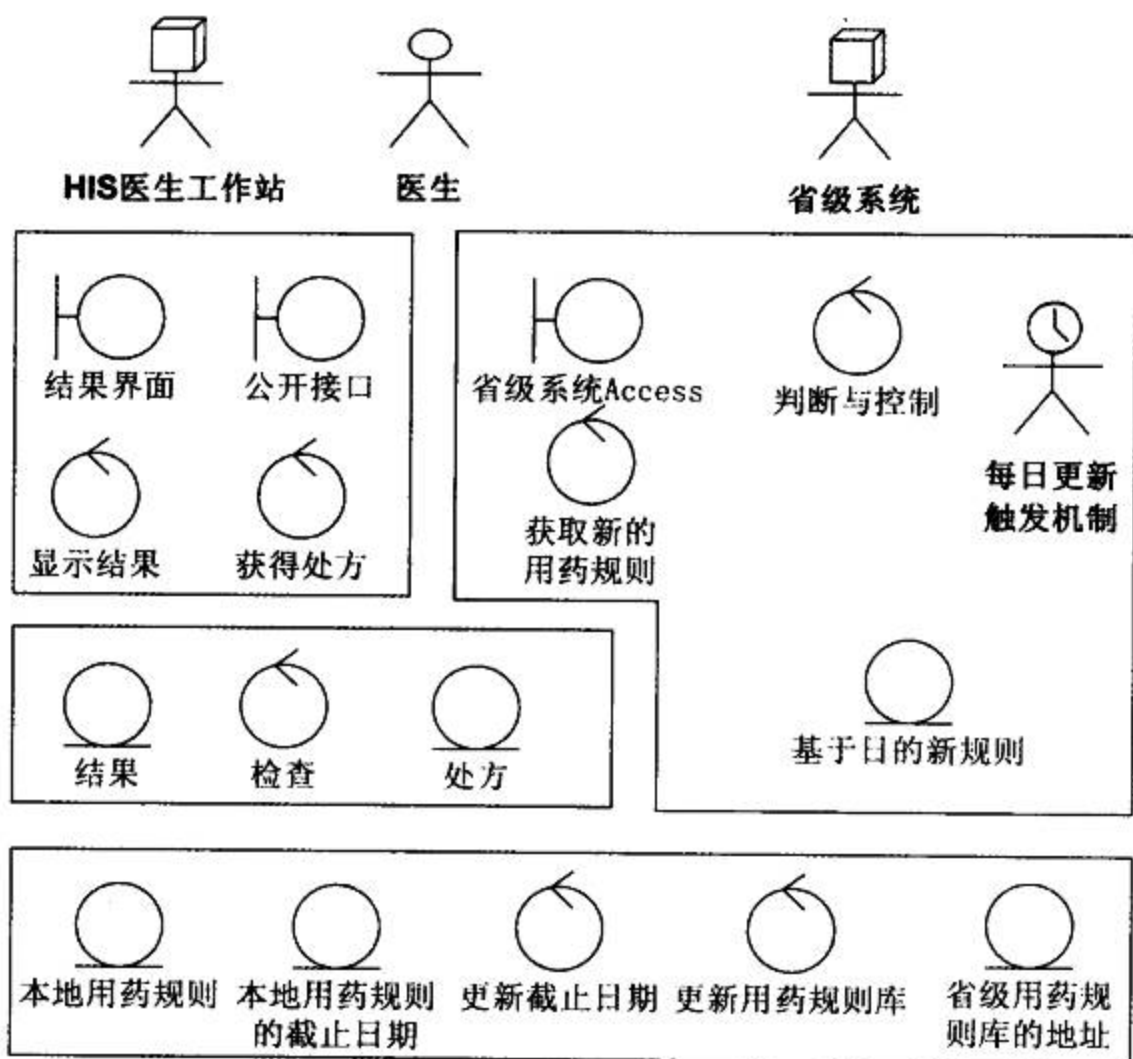 HIS医生工作站
医生
省级系统
结果界面
公开接口
显示结果
获得处方
省级系统Access
判断与控制
获取新的
用药规则
每日更新
触发机制
基于日的新规则
结果
检查
处方
本地用药规则
本地用药规则
的截止日期
更新截止日期
更新用药规则库
省级用药规
则库的地址